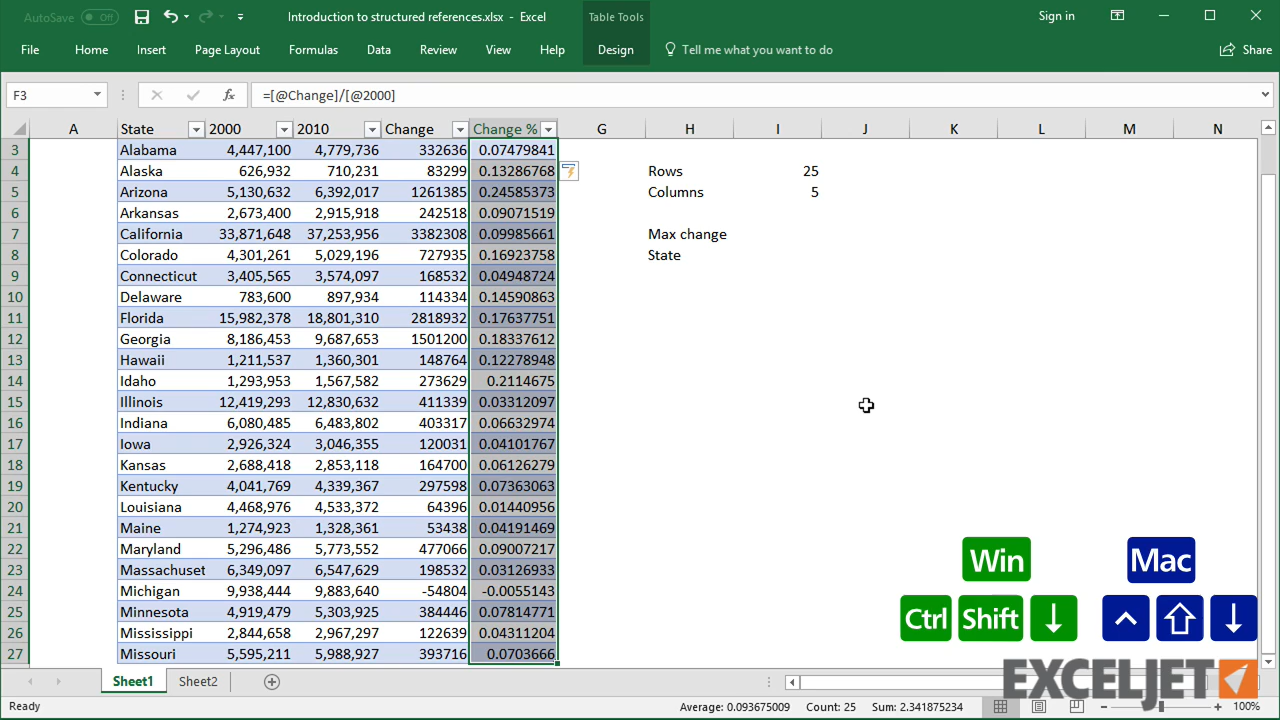 AutoSave Off Introduction to structured references.xlsx - Excel Table Tools Sign in
File Home Insert Page Layout Formulas Data Review View Help Design Tell me what you want to do Share
F3 fx =[@Change]/[@2000]
A State 2000 2010 Change Change % G H I J K L M N
3 Alabama 4,447,100 4,779,736 332636 0.07479841
4 Alaska 626,932 710,231 83299 0.13286768 Rows 25
5 Arizona 5,130,632 6,392,017 1261385 0.24585373 Columns 5
6 Arkansas 2,673,400 2,915,918 242518 0.09071519
7 California 33,871,648 37,253,956 3382308 0.09985661 Max change
8 Colorado 4,301,261 5,029,196 727935 0.16923758 State
9 Connecticut 3,405,565 3,574,097 168532 0.04948724
10 Delaware 783,600 897,934 114334 0.14590863
11 Florida 15,982,378 18,801,310 2818932 0.17637751
12 Georgia 8,186,453 9,687,653 1501200 0.18337612
13 Hawaii 1,211,537 1,360,301 148764 0.12278948
14 Idaho 1,293,953 1,567,582 273629 0.2114675
15 Illinois 12,419,293 12,830,632 411339 0.03312097
16 Indiana 6,080,485 6,483,802 403317 0.06632974
17 Iowa 2,926,324 3,046,355 120031 0.04101767
18 Kansas 2,688,418 2,853,118 164700 0.06126279
19 Kentucky 4,041,769 4,339,367 297598 0.07363063
20 Louisiana 4,468,976 4,533,372 64396 0.01440956
21 Maine 1,274,923 1,328,361 53438 0.04191469
22 Maryland 5,296,486 5,773,552 477066 0.09007217
23 Massachuset 6,349,097 6,547,629 198532 0.03126933
24 Michigan 9,938,444 9,883,640 -54804 -0.0055143
25 Minnesota 4,919,479 5,303,925 384446 0.07814771
26 Mississippi 2,844,658 2,967,297 122639 0.04311204
27 Missouri 5,595,211 5,988,927 393716 0.0703666
Win Mac
Ctrl Shift ↓ ^ ⇧ ↓
Sheet1 Sheet2
EXCELJET
Ready Average: 0.093675009 Count: 25 Sum: 2.341875234 100%